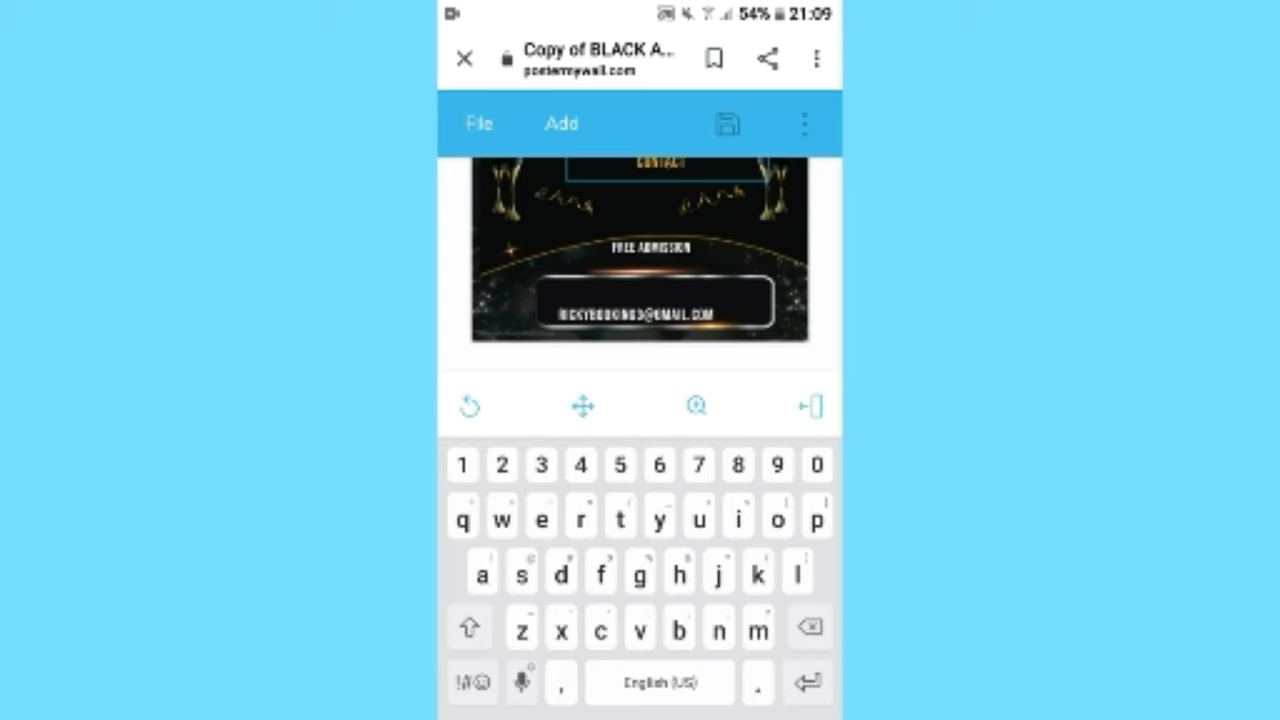 54% 21:09
Copy of BLACK A...
postermywall.com
File Add
CONTACT
FREE ADMISSION
RICKYBOOKING3@GMAIL.COM
1 2 3 4 5 6 7 8 9 0
q w e r t y u i o p
a s d f g h j k l
z x c v b n m
!#☺ , English (US) .